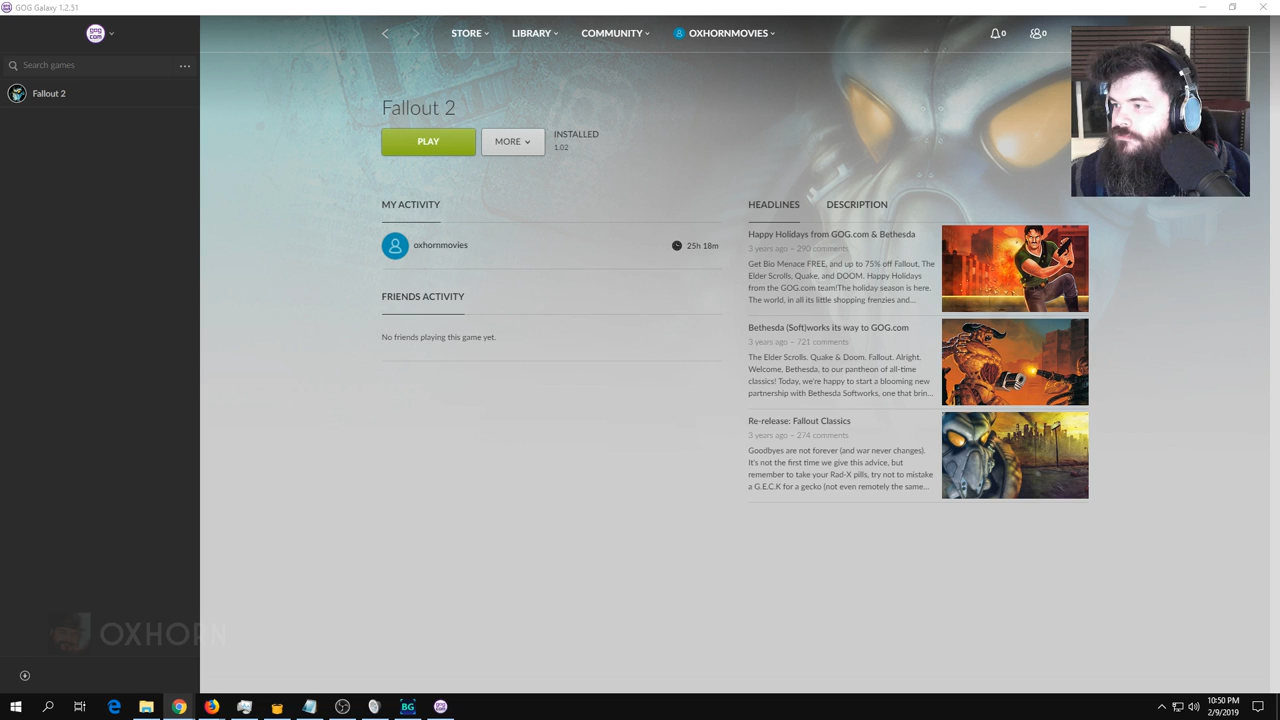 GOG Galaxy 1.2.51
gog
com
STORE
LIBRARY
COMMUNITY
OXHORNMOVIES
0
0
Search games
Fallout 2
Fallout 2
PLAY
MORE
INSTALLED
1.02
MY ACTIVITY
oxhornmovies
25h 18m
FRIENDS ACTIVITY
No friends playing this game yet.
HEADLINES
DESCRIPTION
Happy Holidays from GOG.com & Bethesda
3 years ago – 290 comments
Get Bio Menace FREE, and up to 75% off Fallout, The
Elder Scrolls, Quake, and DOOM. Happy Holidays
from the GOG.com team!The holiday season is here.
The world, in all its little shopping frenzies and...
Bethesda (Soft)works its way to GOG.com
3 years ago – 721 comments
The Elder Scrolls. Quake & Doom. Fallout. Alright.
Welcome, Bethesda, to our pantheon of all-time
classics! Today, we're happy to start a blooming new
partnership with Bethesda Softworks, one that brin...
Re-release: Fallout Classics
3 years ago – 274 comments
Goodbyes are not forever (and war never changes).
It's not the first time we give this advice, but
remember to take your Rad-X pills, try not to mistake
a G.E.C.K for a gecko (not even remotely the same...
OXHORN
BG
gog
com
10:50 PM
2/9/2019